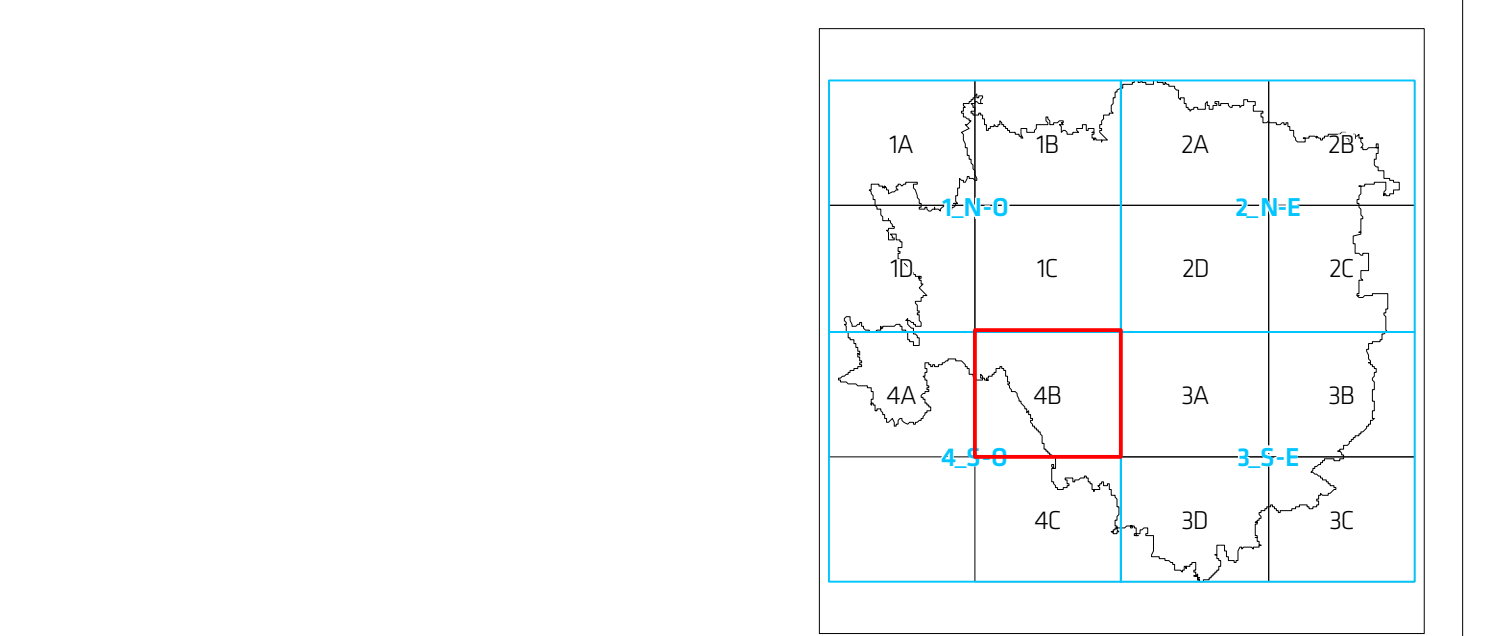 1A 1B 2A 2B
1_N-O 2_N-E
1D 1C 2D 2C
4A 4B 3A 3B
4_S-O 3_S-E
4C 3D 3C